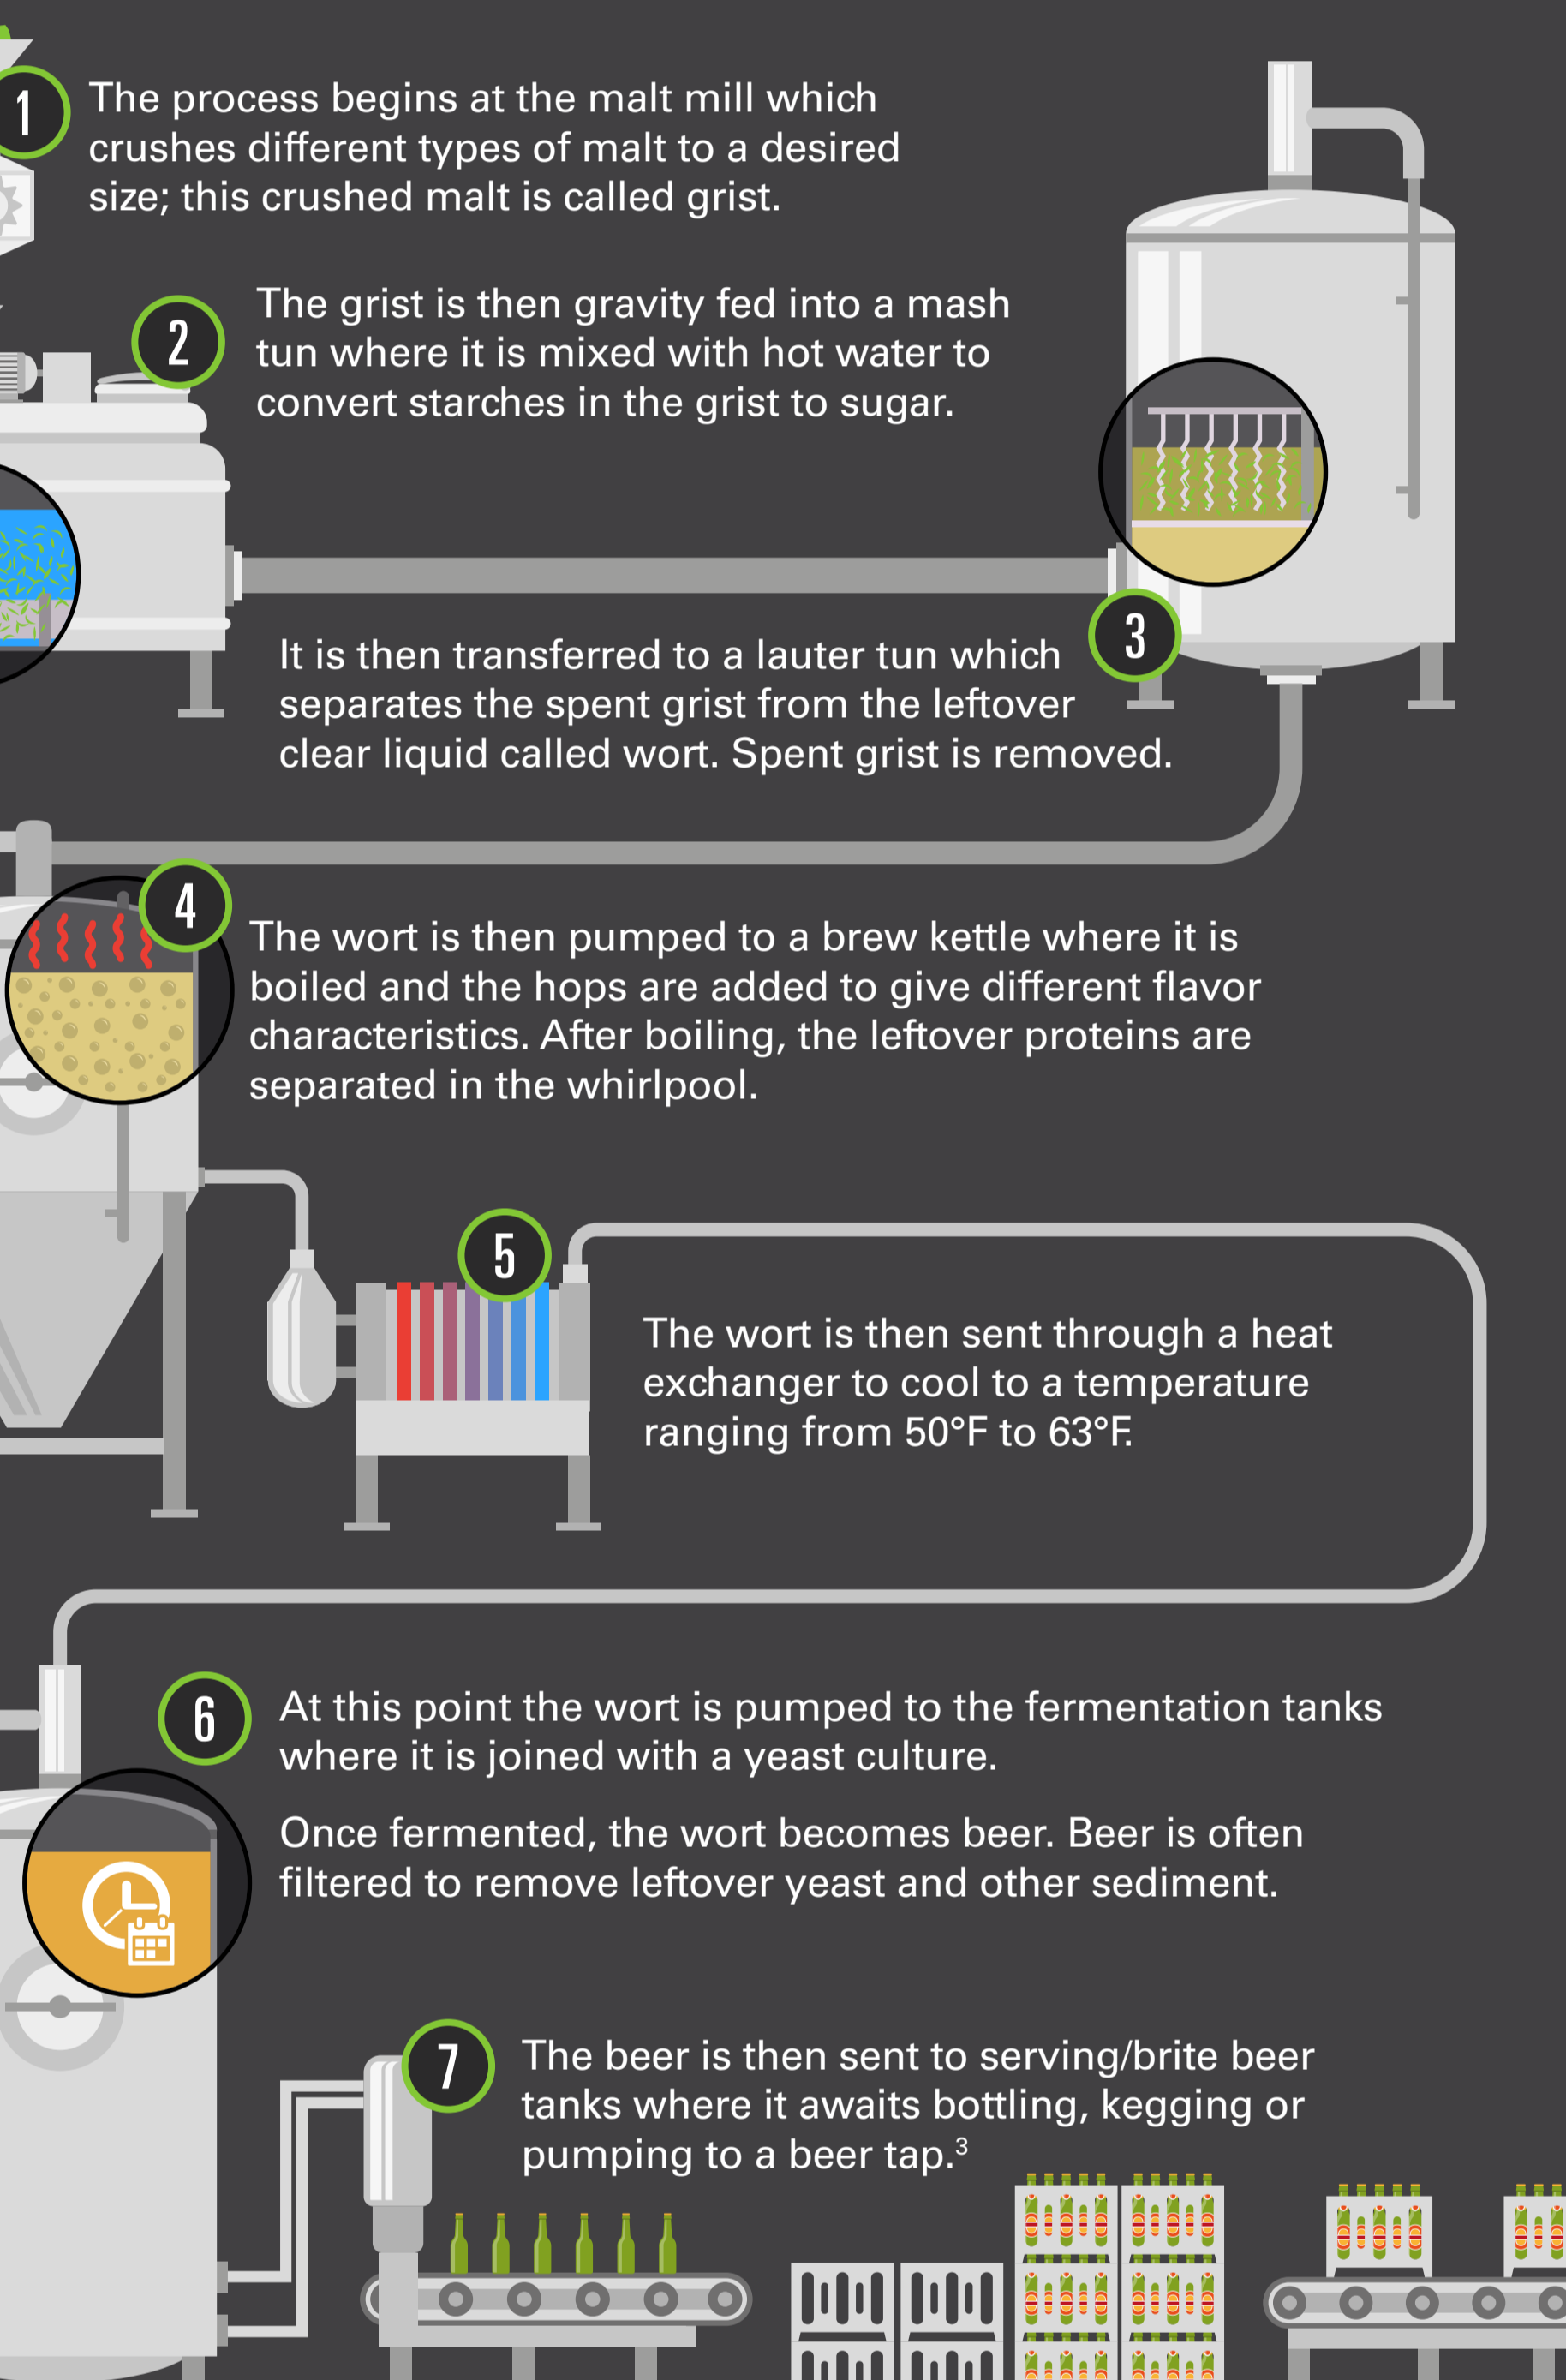 1
The process begins at the malt mill which
crushes different types of malt to a desired
size; this crushed malt is called grist.
2
The grist is then gravity fed into a mash
tun where it is mixed with hot water to
convert starches in the grist to sugar.
3
It is then transferred to a lauter tun which
separates the spent grist from the leftover
clear liquid called wort. Spent grist is removed.
4
The wort is then pumped to a brew kettle where it is
boiled and the hops are added to give different flavor
characteristics. After boiling, the leftover proteins are
separated in the whirlpool.
5
The wort is then sent through a heat
exchanger to cool to a temperature
ranging from 50°F to 63°F.
6
At this point the wort is pumped to the fermentation tanks
where it is joined with a yeast culture.
Once fermented, the wort becomes beer. Beer is often
filtered to remove leftover yeast and other sediment.
7
The beer is then sent to serving/brite beer
tanks where it awaits bottling, kegging or
pumping to a beer tap.³